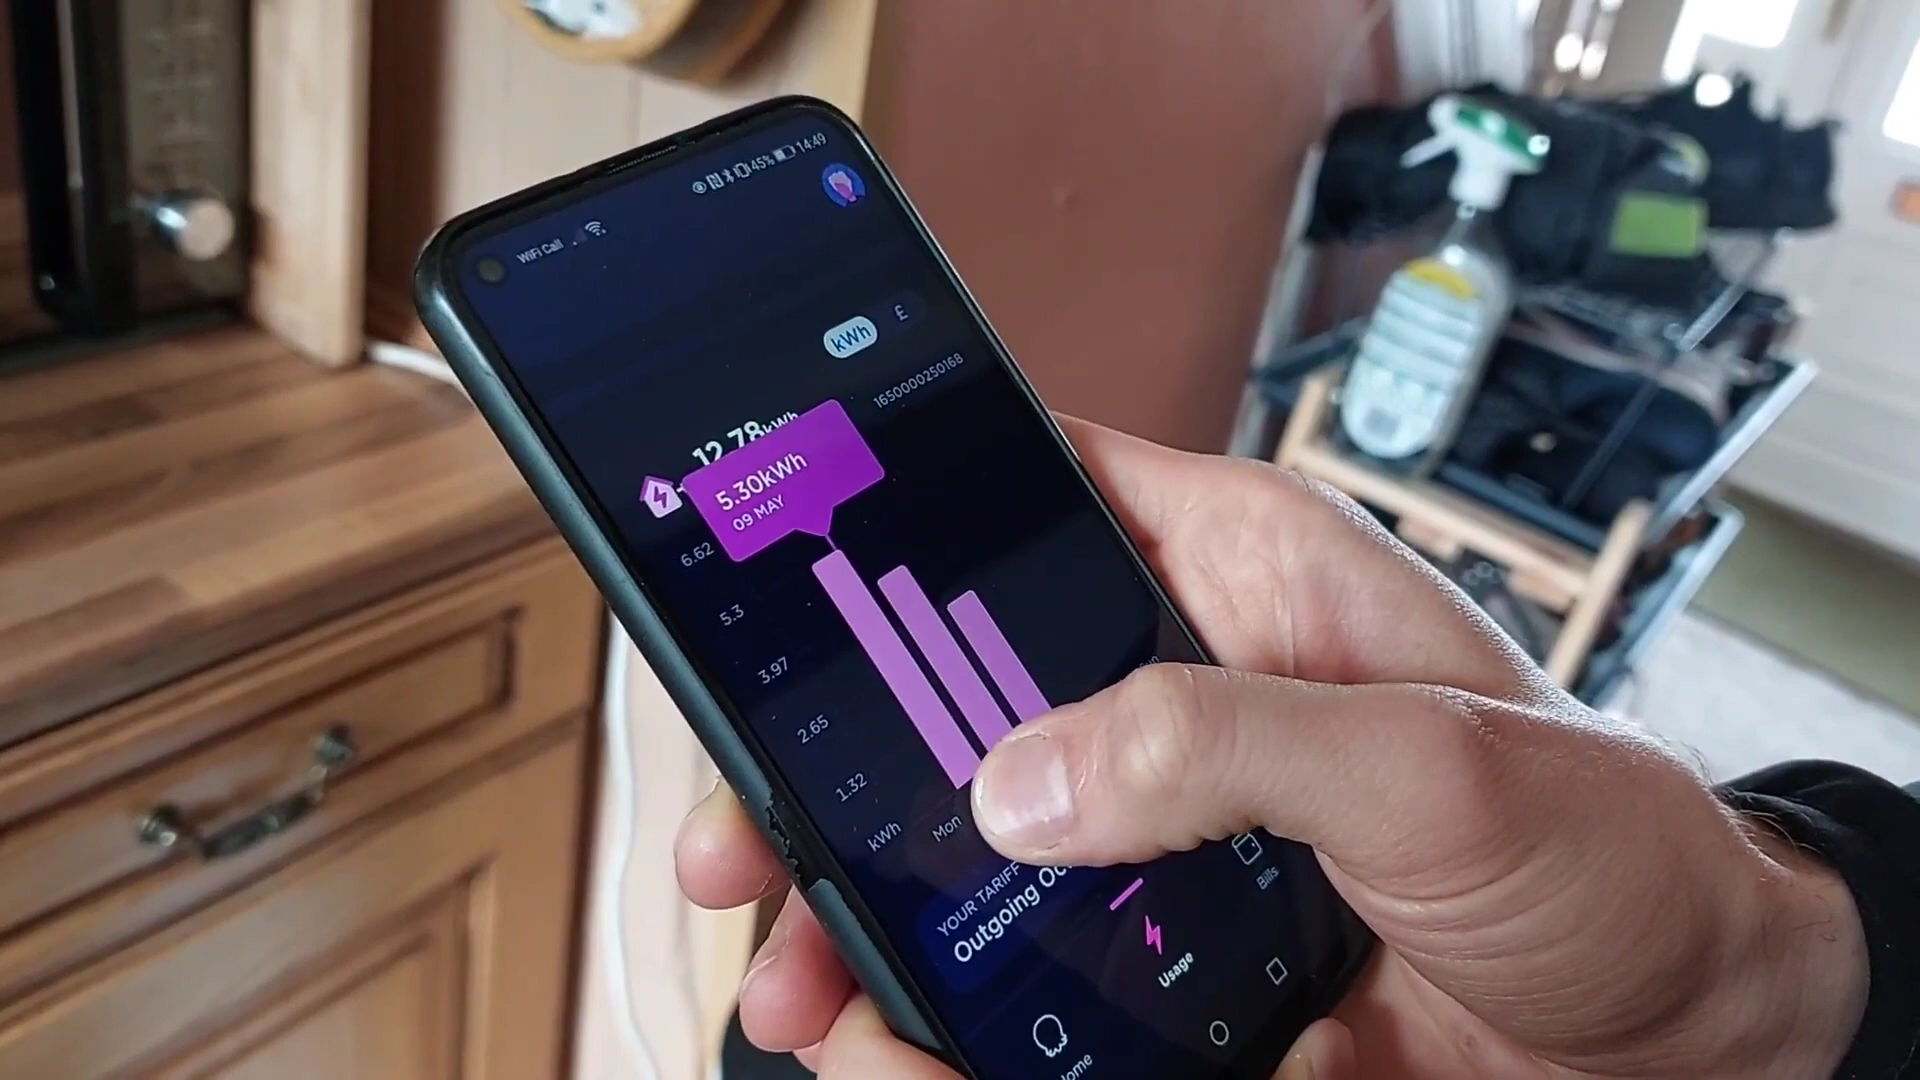 WiFi Call
45% 14:49
kWh £
1650000250168
12.78kWh
5.30kWh
09 MAY
6.62
5.3
3.97
2.65
1.32
kWh
Mon
YOUR TARIFF
Outgoing
Usage
Bills